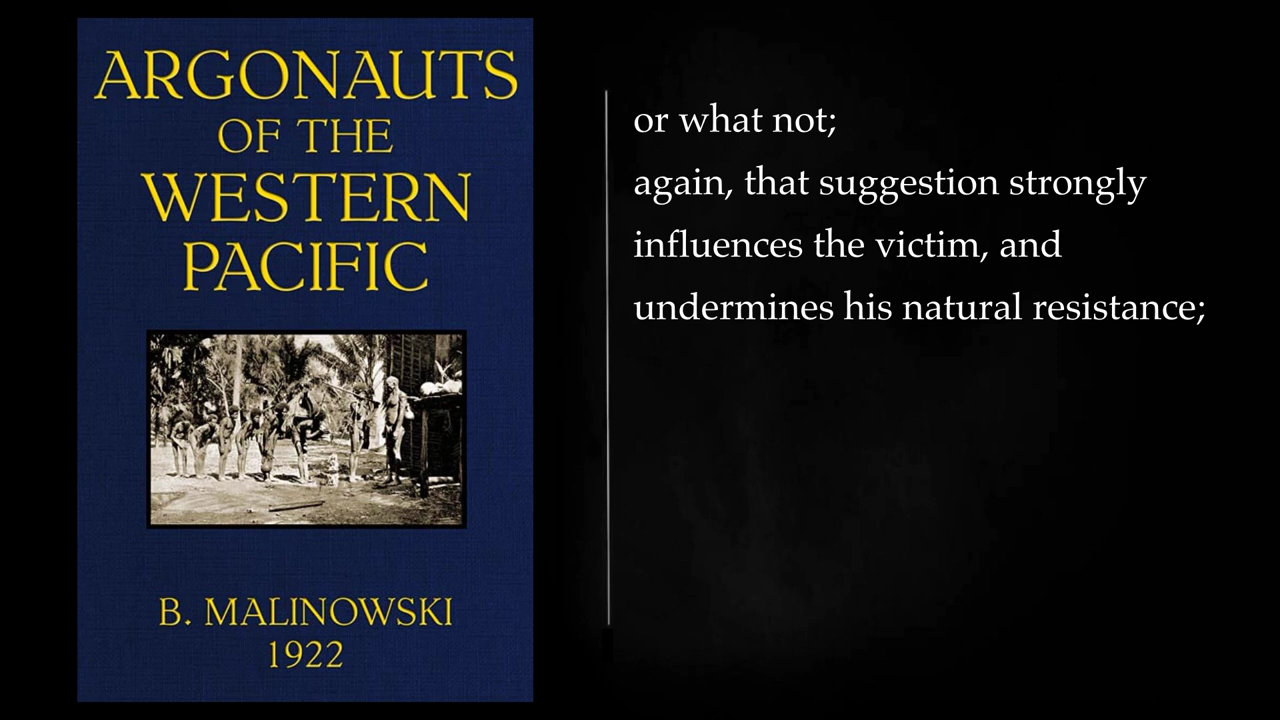 ARGONAUTS
OF THE
WESTERN
PACIFIC
B. MALINOWSKI
1922
or what not;
again, that suggestion strongly
influences the victim, and
undermines his natural resistance;